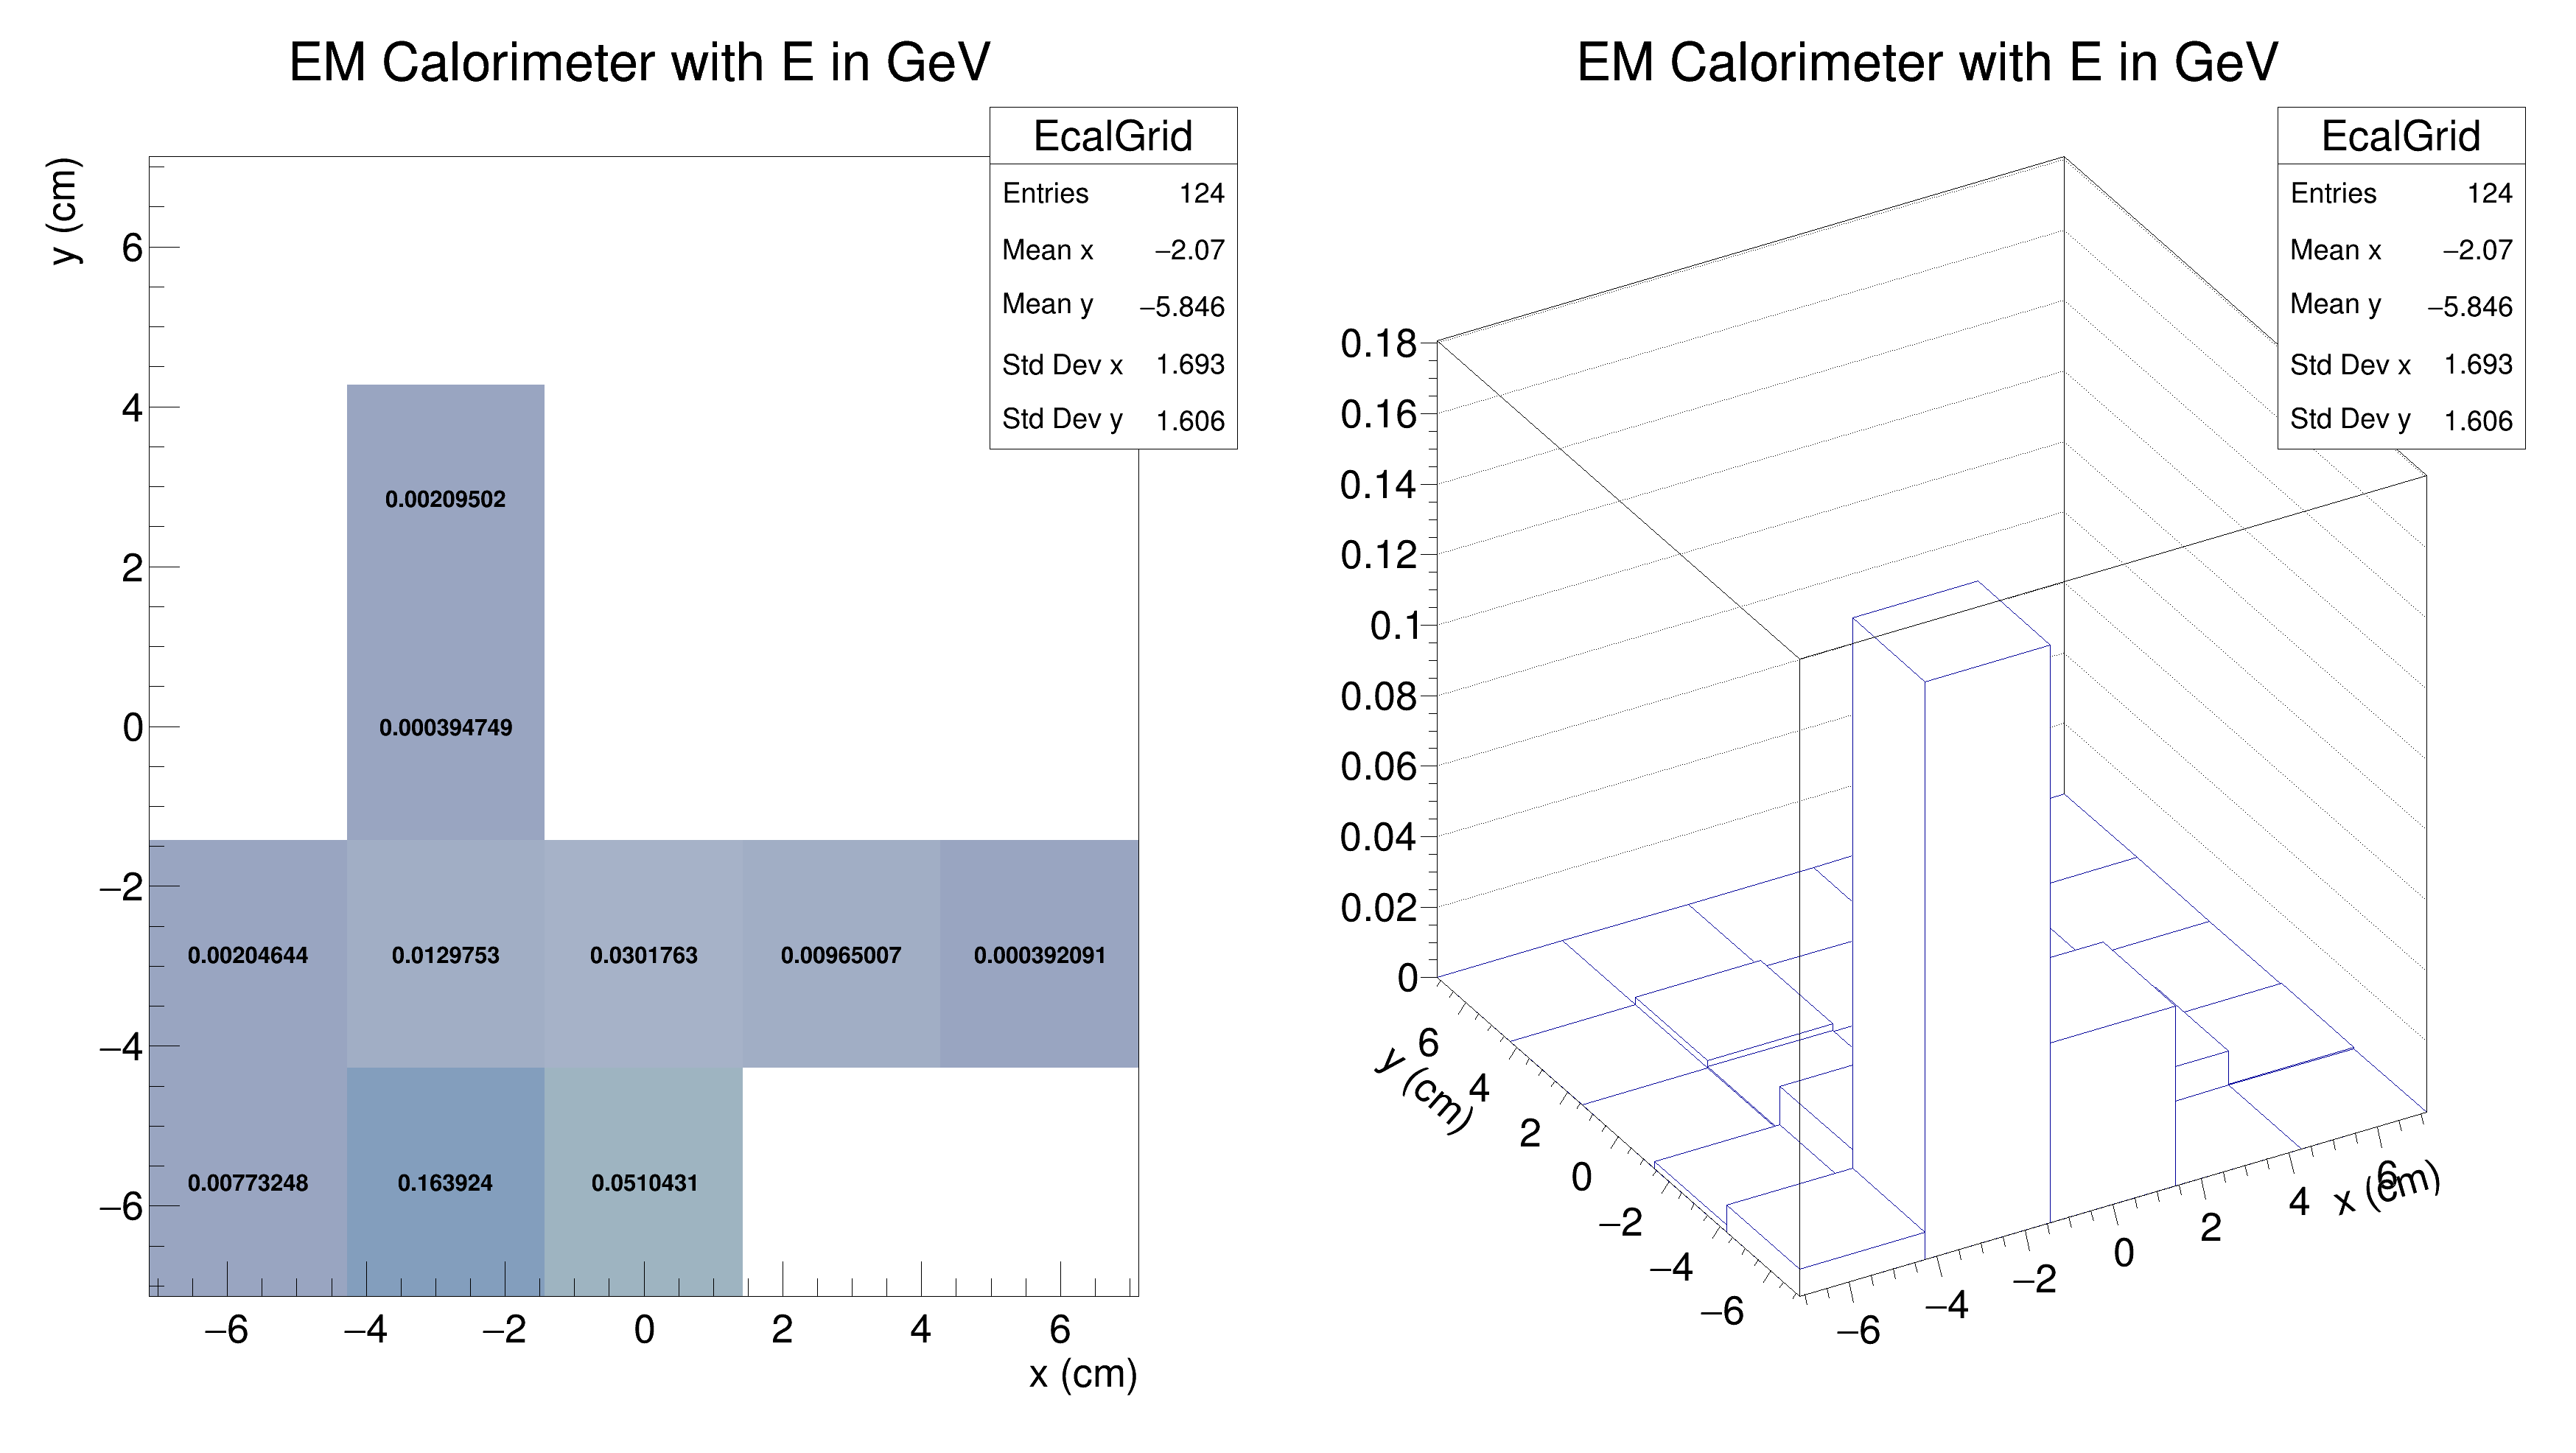 EM Calorimeter with E in GeV
EcalGrid
Entries 124
Mean x −2.07
Mean y −5.846
Std Dev x 1.693
Std Dev y 1.606
y (cm)
6
4
2
0
−2
−4
−6
0.00209502
0.000394749
0.00204644 0.0129753 0.0301763 0.00965007 0.000392091
0.00773248 0.163924 0.0510431
−6 −4 −2 0 2 4 6
x (cm)
EM Calorimeter with E in GeV
EcalGrid
Entries 124
Mean x −2.07
Mean y −5.846
Std Dev x 1.693
Std Dev y 1.606
0.18
0.16
0.14
0.12
0.1
0.08
0.06
0.04
0.02
0
6
4
2
0
−2
−4
−6
y (cm)
−6
−4
−2
0
2
4
6
x (cm)